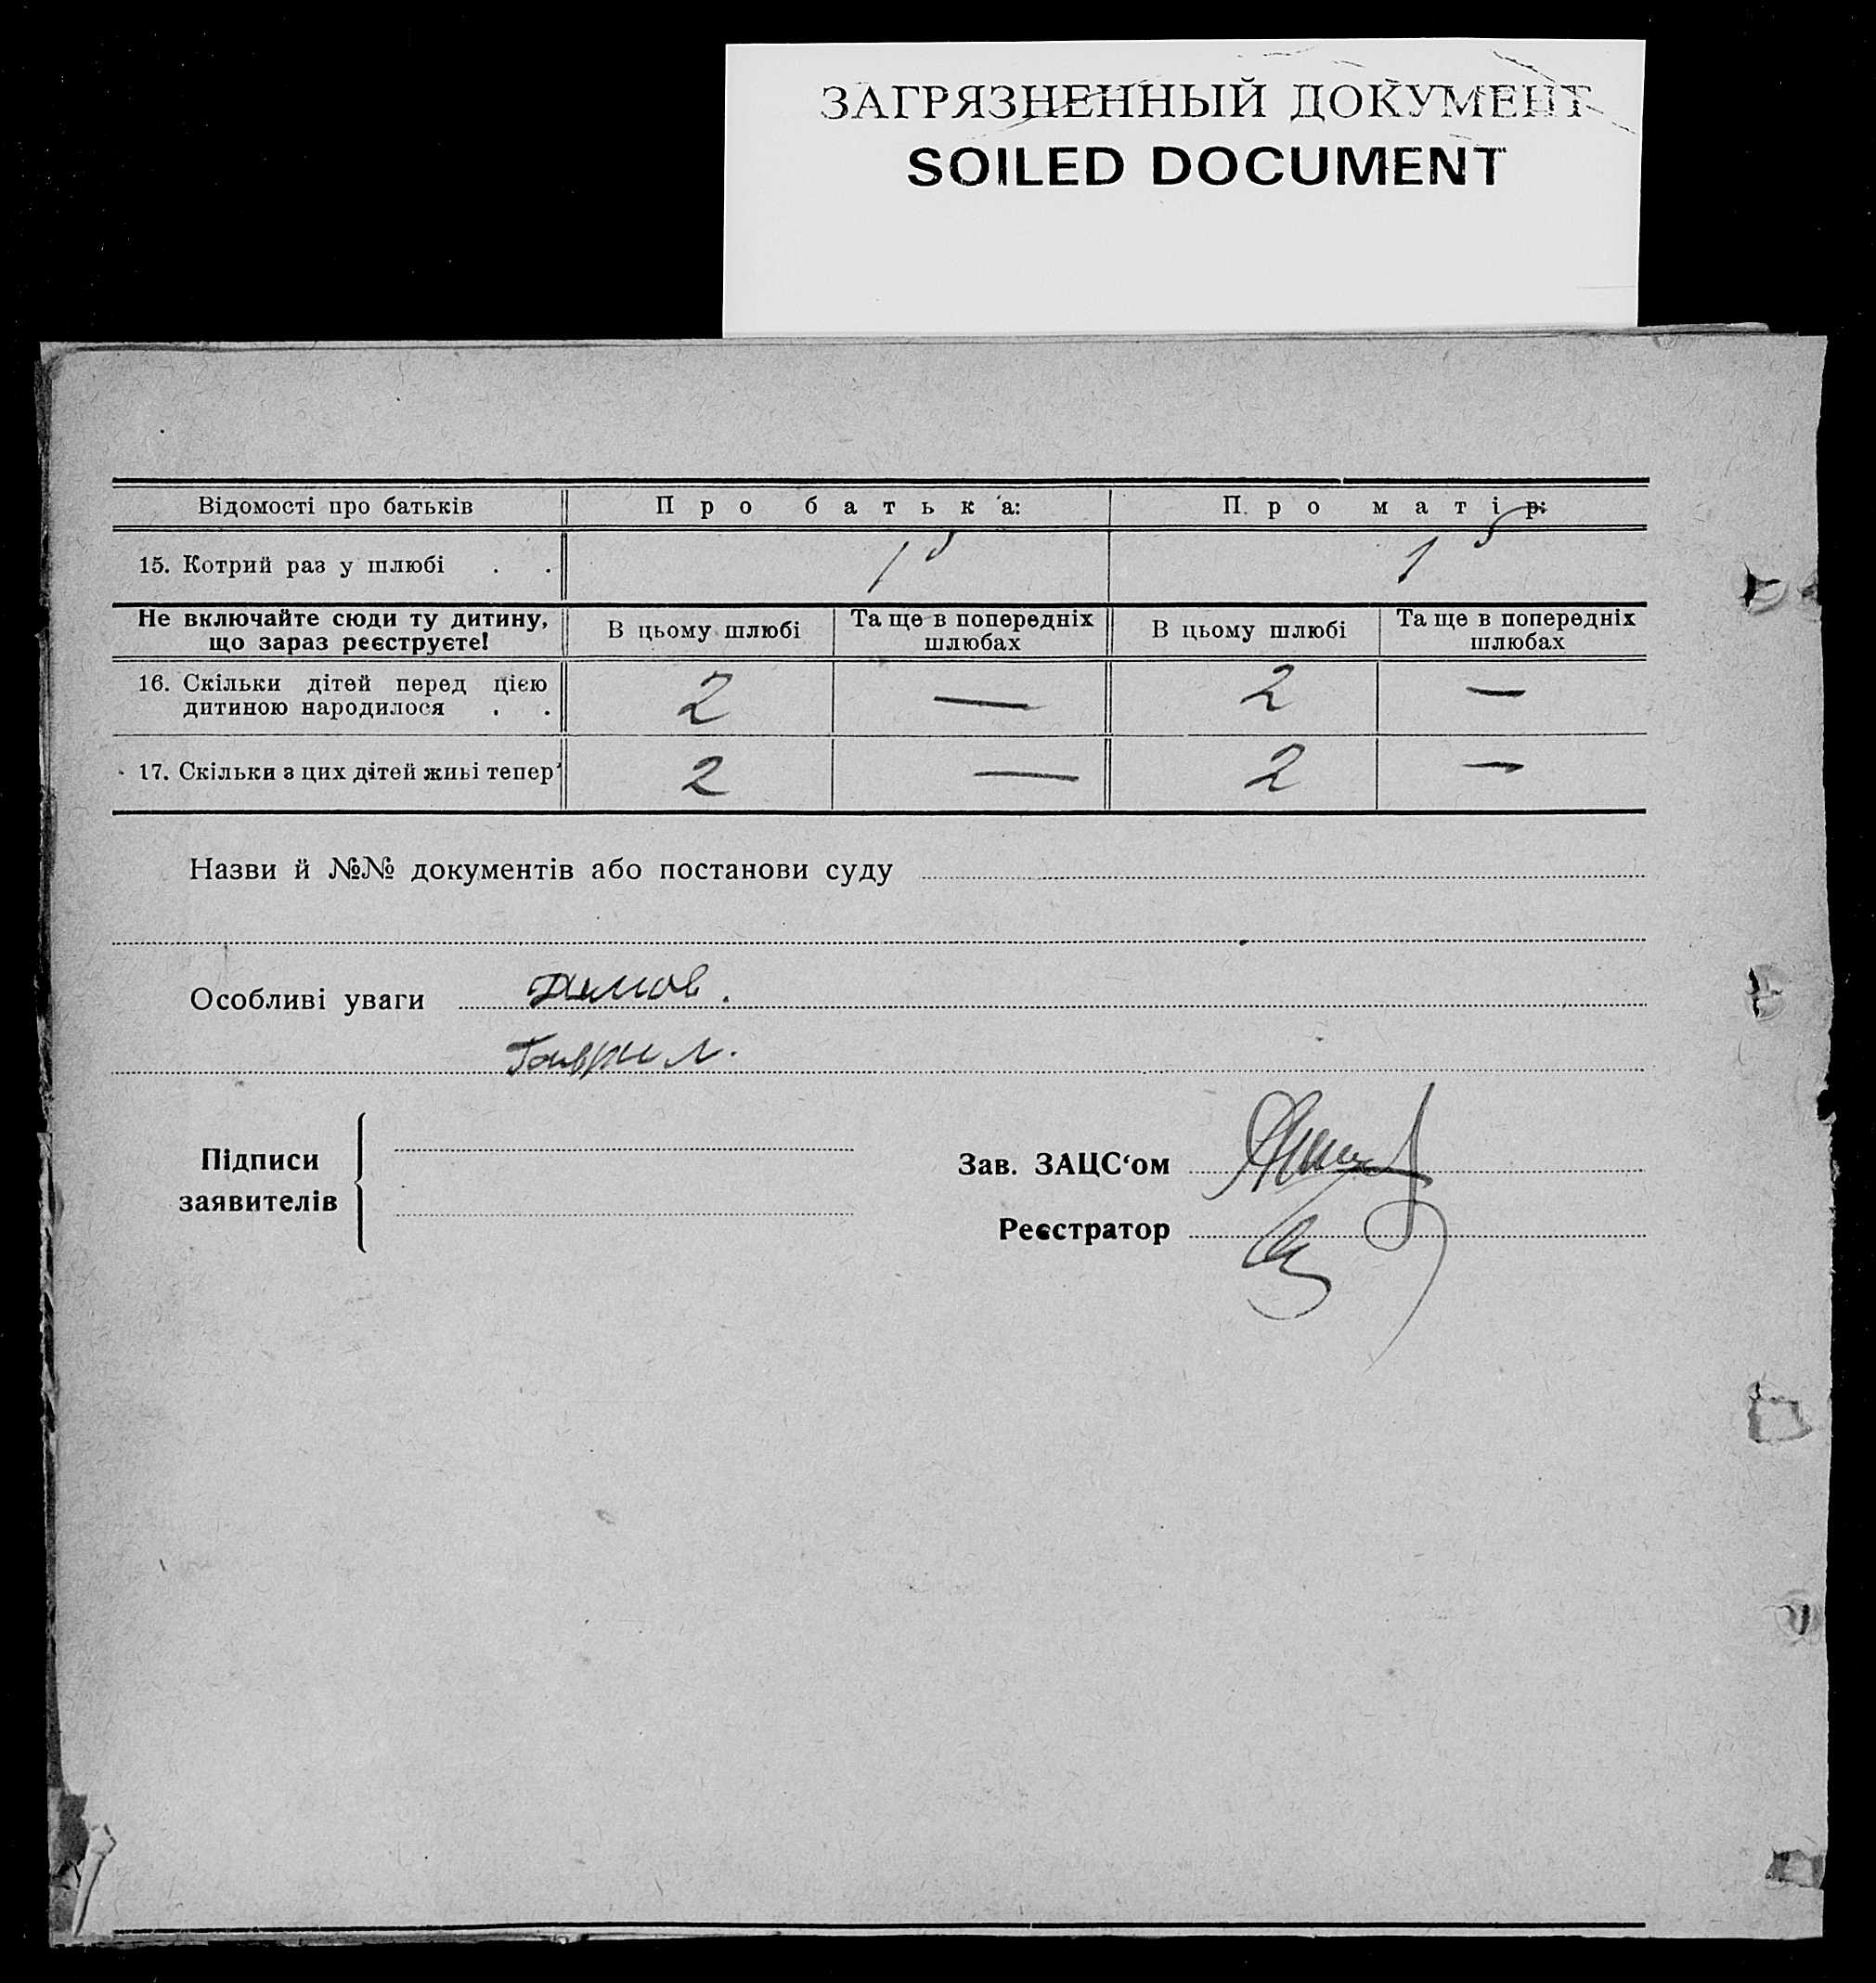 ЗАГРЯЗНЕННЫЙ ДОКУМЕНТ
SOILED DOCUMENT
Відомості про батьків Про батька: Про матір:
15. Котрий раз у шлюбі . . 1 1
Не включайте сюди ту дитину, що зараз реєструєте! В цьому шлюбі Та ще в попередніх шлюбах В цьому шлюбі Та ще в попередніх шлюбах
16. Скільки дітей перед цією дитиною народилося . . 2 — 2 —
17. Скільки з цих дітей живі тепер 2 — 2 —
Назви й №№ документів або постанови суду
Особливі уваги
Гаврил.
Підписи заявителів
Зав. ЗАЦС‘ом
Реєстратор